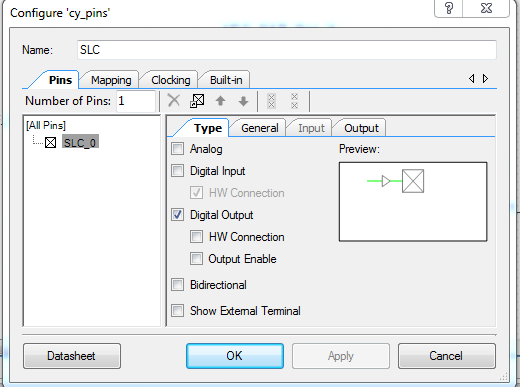 Configure 'cy_pins'
Name: SLC
Pins Mapping Clocking Built-in
Number of Pins: 1
[All Pins]
SLC_0
Type General Input Output
Analog
Preview:
Digital Input
HW Connection
Digital Output
HW Connection
Output Enable
Bidirectional
Show External Terminal
Datasheet OK Apply Cancel